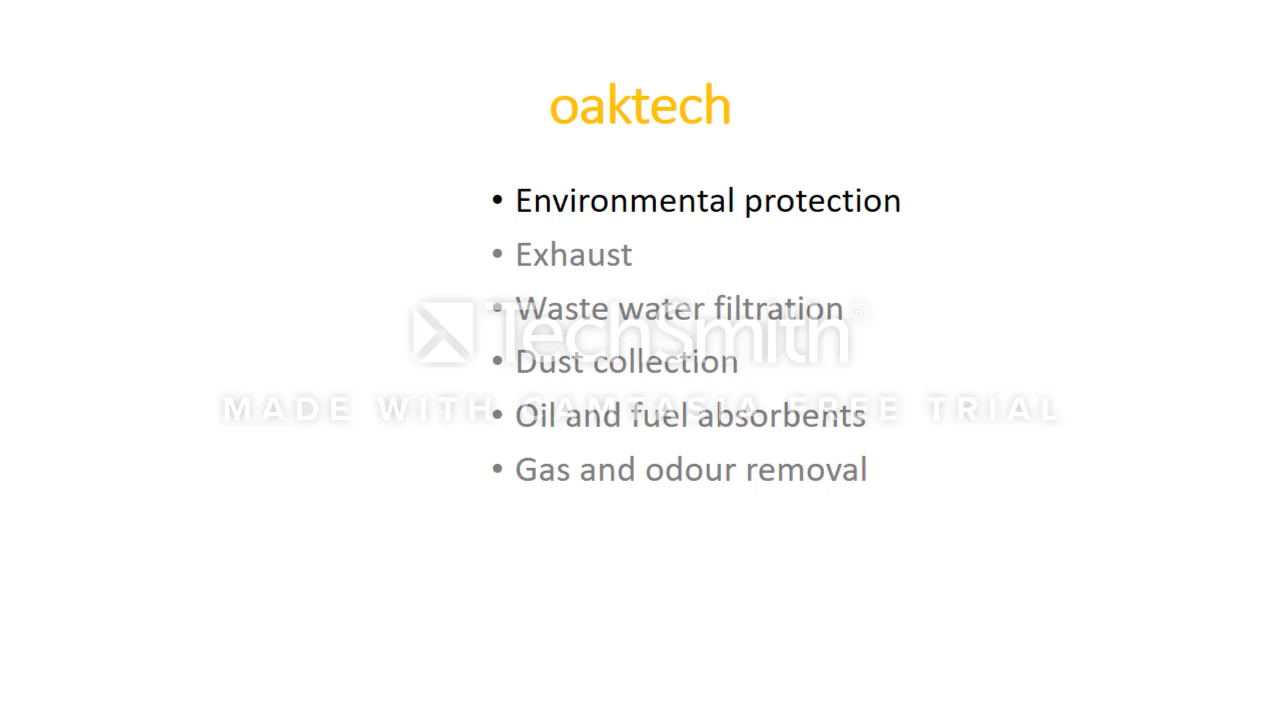 oaktech
• Environmental protection
• Exhaust
• Waste water filtration
TechSmith®
• Dust collection
MADE WITH CAMTASIA FREE TRIAL
• Oil and fuel absorbents
• Gas and odour removal